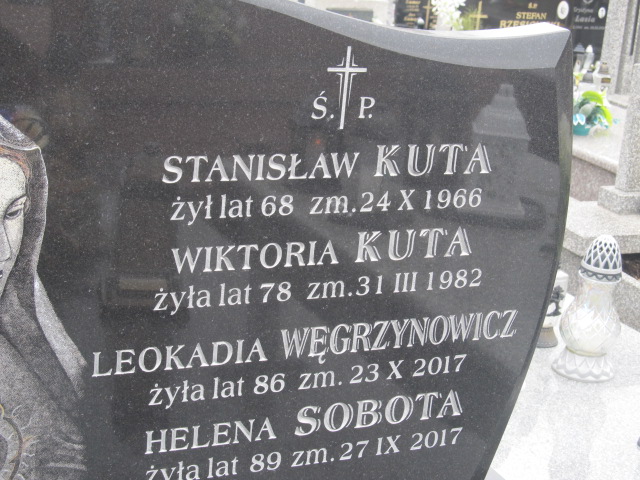 Ś. P.
STANISŁAW KUTA
żył lat 68 zm. 24 X 1966
WIKTORIA KUTA
żyła lat 78 zm. 31 III 1982
LEOKADIA WĘGRZYNOWICZ
żyła lat 86 zm. 23 X 2017
HELENA SOBOTA
żyła lat 89 zm. 27 IX 2017
STEFAN